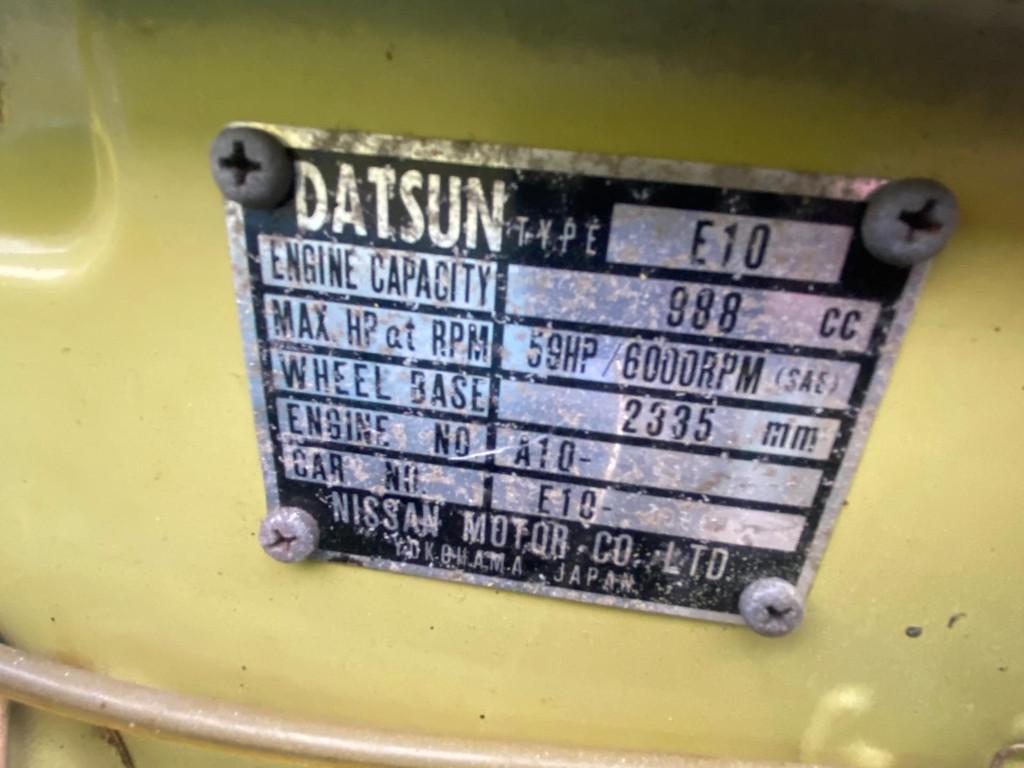 DATSUN TYPE E10
ENGINE CAPACITY 988 CC
MAX. HP at RPM 59HP/6000RPM (SAE)
WHEEL BASE 2335 mm
ENGINE NO. A10-
CAR NO. E10-
NISSAN MOTOR CO. LTD
YOKOHAMA JAPAN